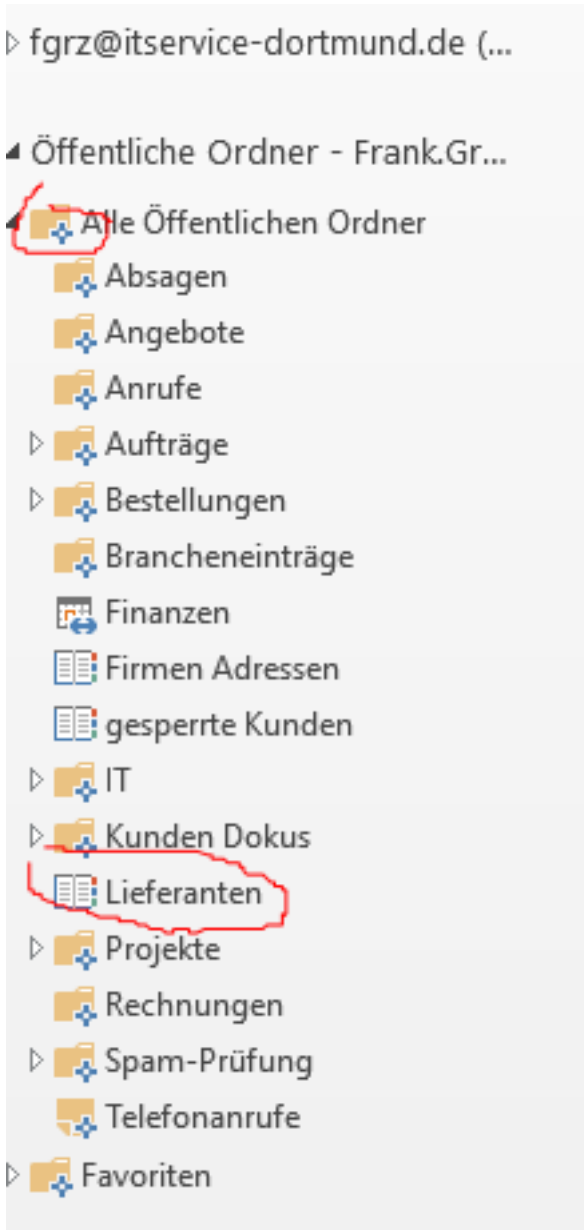 fgrz@itservice-dortmund.de (...
Öffentliche Ordner - Frank.Gr...
Alle Öffentlichen Ordner
Absagen
Angebote
Anrufe
Aufträge
Bestellungen
Brancheneinträge
Finanzen
Firmen Adressen
gesperrte Kunden
IT
Kunden Dokus
Lieferanten
Projekte
Rechnungen
Spam-Prüfung
Telefonanrufe
Favoriten